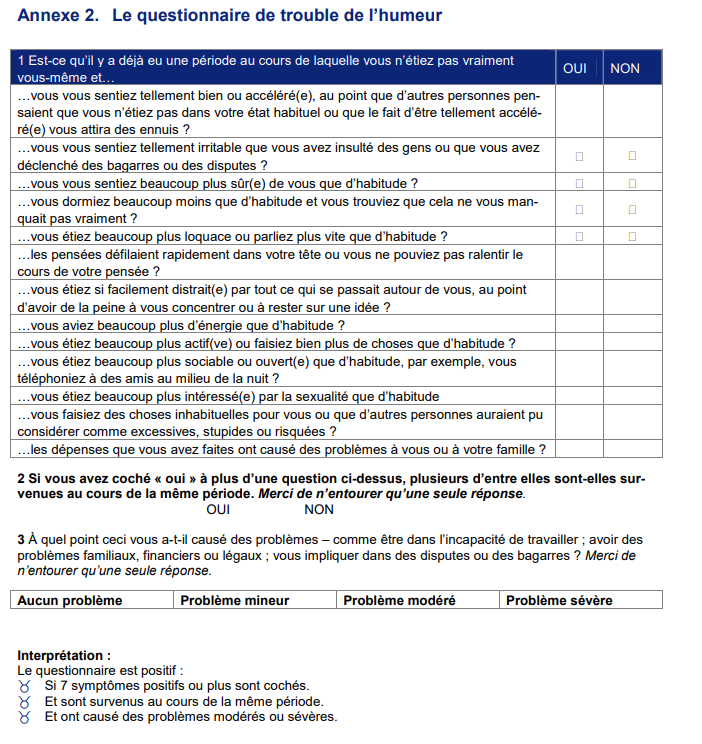 Annexe 2. Le questionnaire de trouble de l’humeur
1 Est-ce qu’il y a déjà eu une période au cours de laquelle vous n’étiez pas vraiment
vous-même et…
OUI NON
…vous vous sentiez tellement bien ou accéléré(e), au point que d’autres personnes pen-
saient que vous n’étiez pas dans votre état habituel ou que le fait d’être tellement accélé-
ré(e) vous attira des ennuis ?
…vous vous sentiez tellement irritable que vous avez insulté des gens ou que vous avez
déclenché des bagarres ou des disputes ?
…vous vous sentiez beaucoup plus sûr(e) de vous que d’habitude ?
…vous dormiez beaucoup moins que d’habitude et vous trouviez que cela ne vous man-
quait pas vraiment ?
…vous étiez beaucoup plus loquace ou parliez plus vite que d’habitude ?
…les pensées défilaient rapidement dans votre tête ou vous ne pouviez pas ralentir le
cours de votre pensée ?
…vous étiez si facilement distrait(e) par tout ce qui se passait autour de vous, au point
d’avoir de la peine à vous concentrer ou à rester sur une idée ?
…vous aviez beaucoup plus d’énergie que d’habitude ?
…vous étiez beaucoup plus actif(ve) ou faisiez bien plus de choses que d’habitude ?
…vous étiez beaucoup plus sociable ou ouvert(e) que d’habitude, par exemple, vous
téléphoniez à des amis au milieu de la nuit ?
…vous étiez beaucoup plus intéressé(e) par la sexualité que d’habitude
…vous faisiez des choses inhabituelles pour vous ou que d’autres personnes auraient pu
considérer comme excessives, stupides ou risquées ?
…les dépenses que vous avez faites ont causé des problèmes à vous ou à votre famille ?
2 Si vous avez coché « oui » à plus d’une question ci-dessus, plusieurs d’entre elles sont-elles sur-
venues au cours de la même période. Merci de n’entourer qu’une seule réponse.
OUI NON
3 À quel point ceci vous a-t-il causé des problèmes – comme être dans l’incapacité de travailler ; avoir des
problèmes familiaux, financiers ou légaux ; vous impliquer dans des disputes ou des bagarres ? Merci de
n’entourer qu’une seule réponse.
Aucun problème Problème mineur Problème modéré Problème sévère
Interprétation :
Le questionnaire est positif :
♉ Si 7 symptômes positifs ou plus sont cochés.
♉ Et sont survenus au cours de la même période.
♉ Et ont causé des problèmes modérés ou sévères.